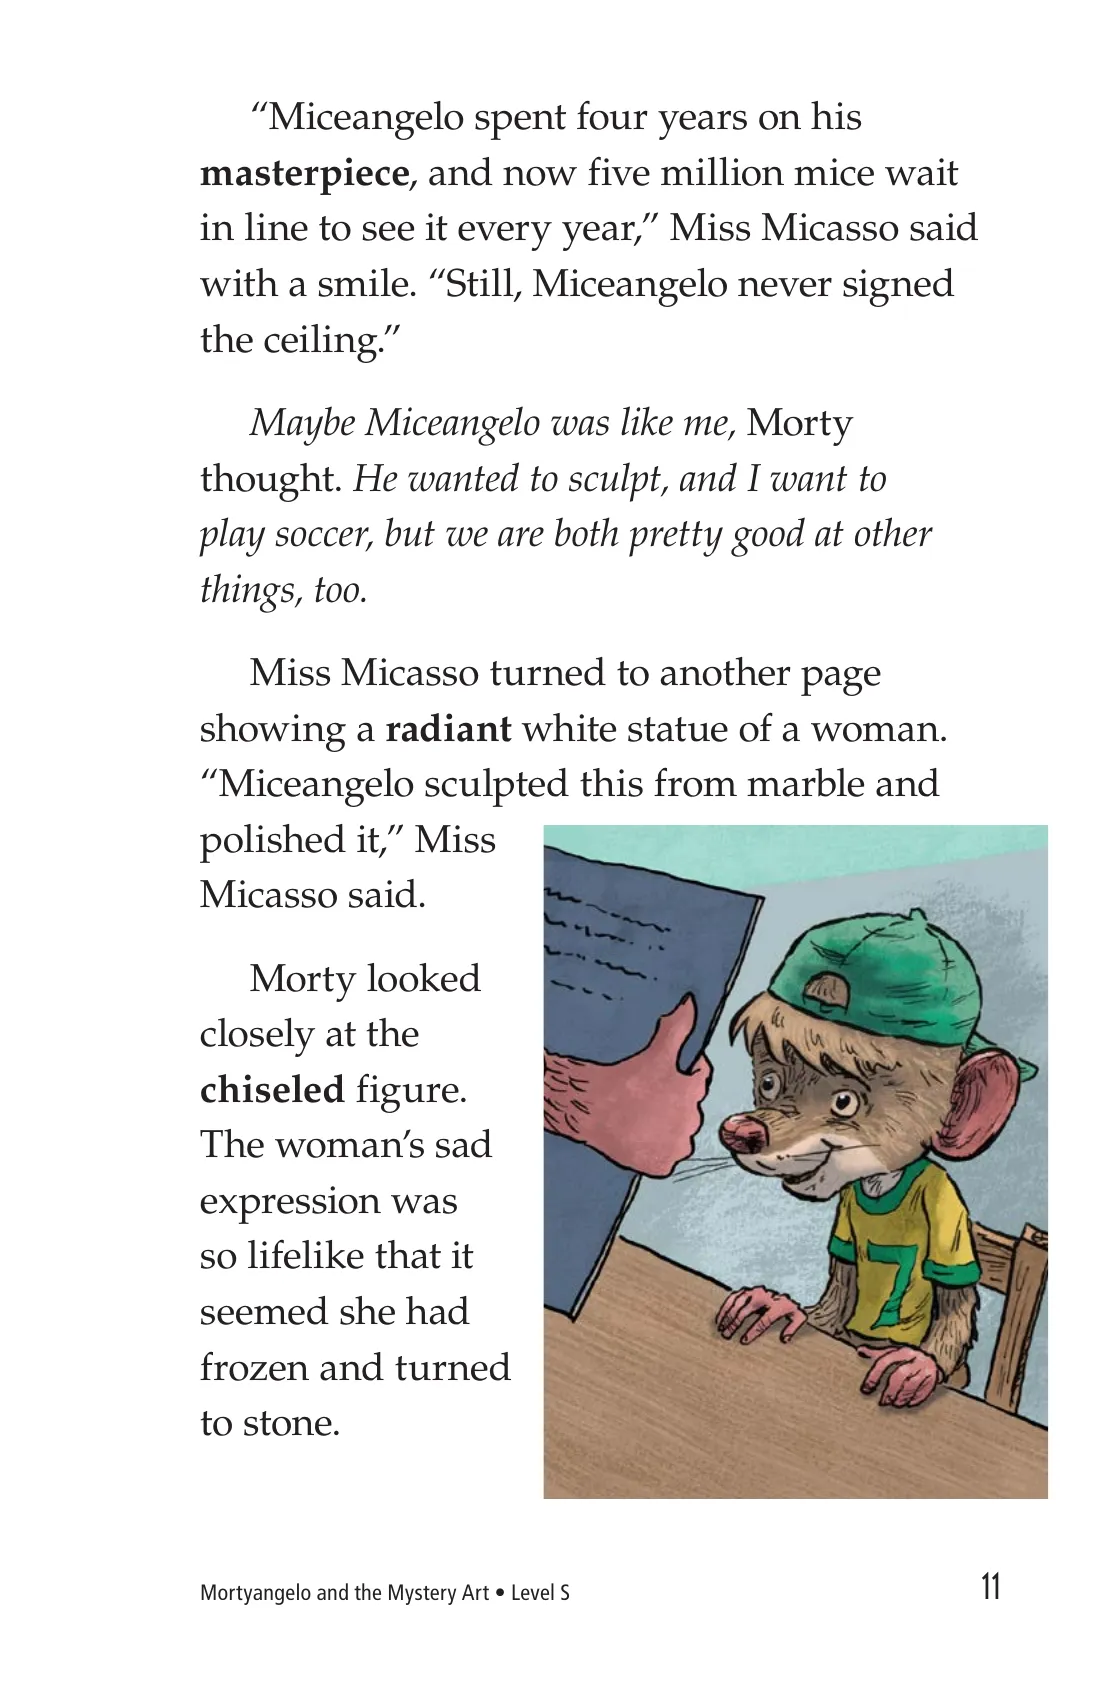 “Miceangelo spent four years on his
masterpiece, and now five million mice wait
in line to see it every year,” Miss Micasso said
with a smile. “Still, Miceangelo never signed
the ceiling.”
Maybe Miceangelo was like me, Morty
thought. He wanted to sculpt, and I want to
play soccer, but we are both pretty good at other
things, too.
Miss Micasso turned to another page
showing a radiant white statue of a woman.
“Miceangelo sculpted this from marble and
polished it,” Miss
Micasso said.
Morty looked
closely at the
chiseled figure.
The woman’s sad
expression was
so lifelike that it
seemed she had
frozen and turned
to stone.
7
Mortyangelo and the Mystery Art • Level S
11